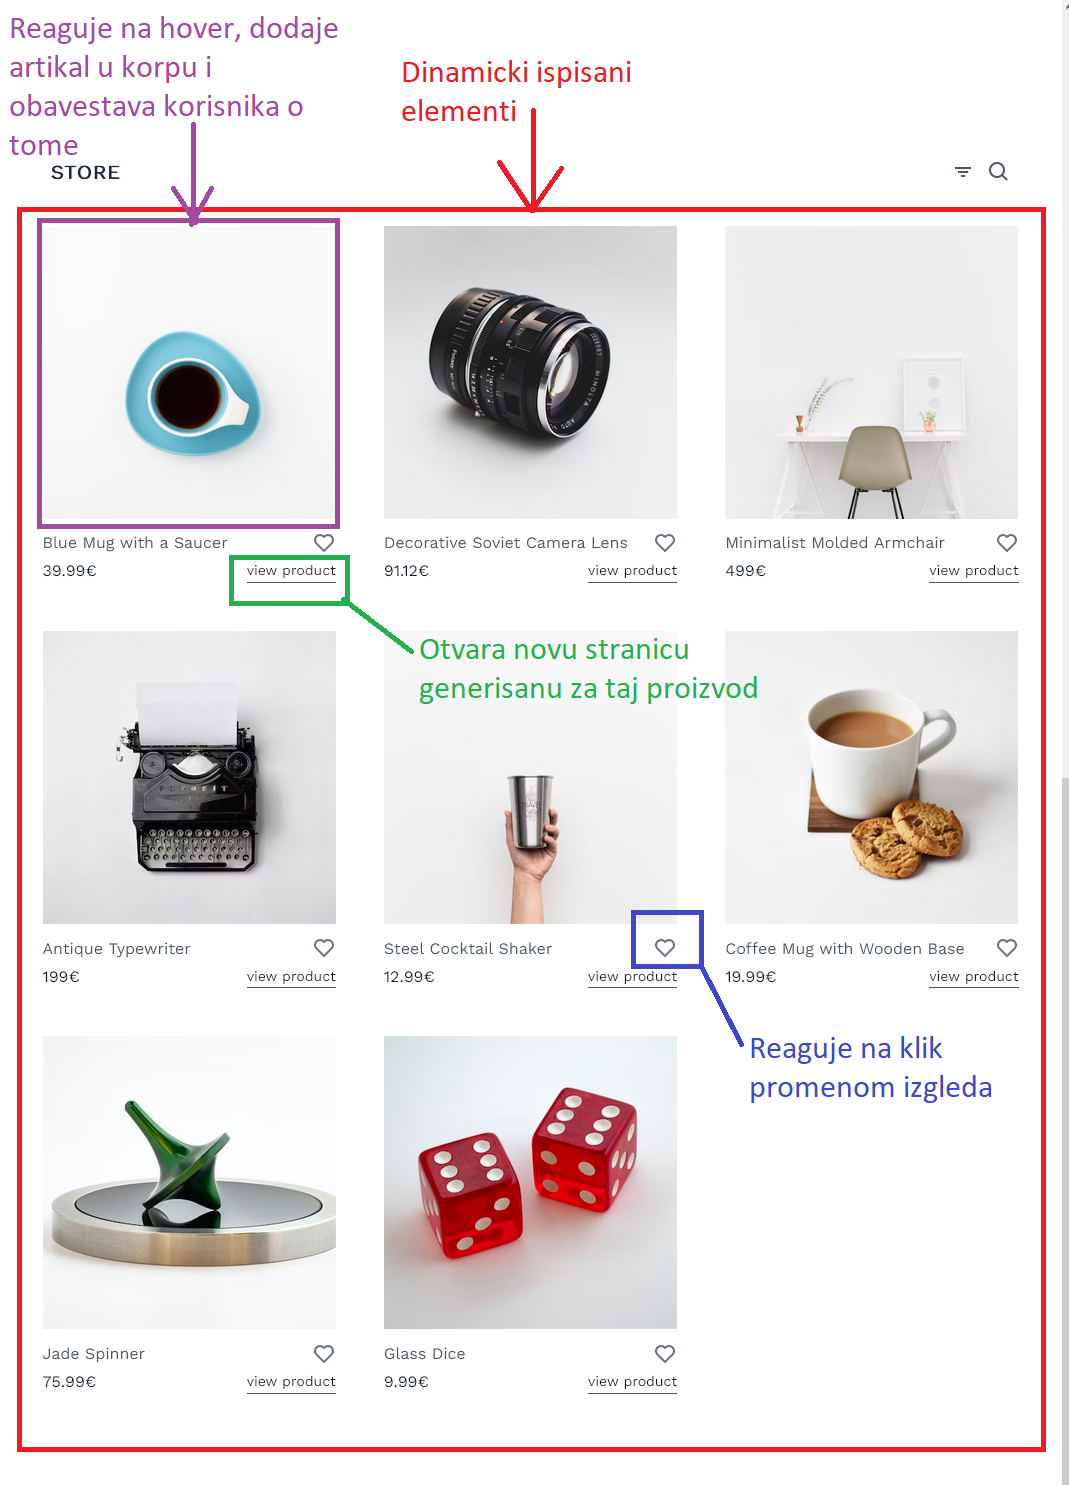 Reaguje na hover, dodaje
artikal u korpu i
obavestava korisnika o
tome
Dinamicki ispisani
elementi
STORE
Blue Mug with a Saucer
39.99€
view product
Decorative Soviet Camera Lens
91.12€
view product
Minimalist Molded Armchair
499€
view product
Otvara novu stranicu
generisanu za taj proizvod
Antique Typewriter
199€
view product
TRAVEL
Steel Cocktail Shaker
12.99€
view product
Coffee Mug with Wooden Base
19.99€
view product
Reaguje na klik
promenom izgleda
Jade Spinner
75.99€
view product
Glass Dice
9.99€
view product